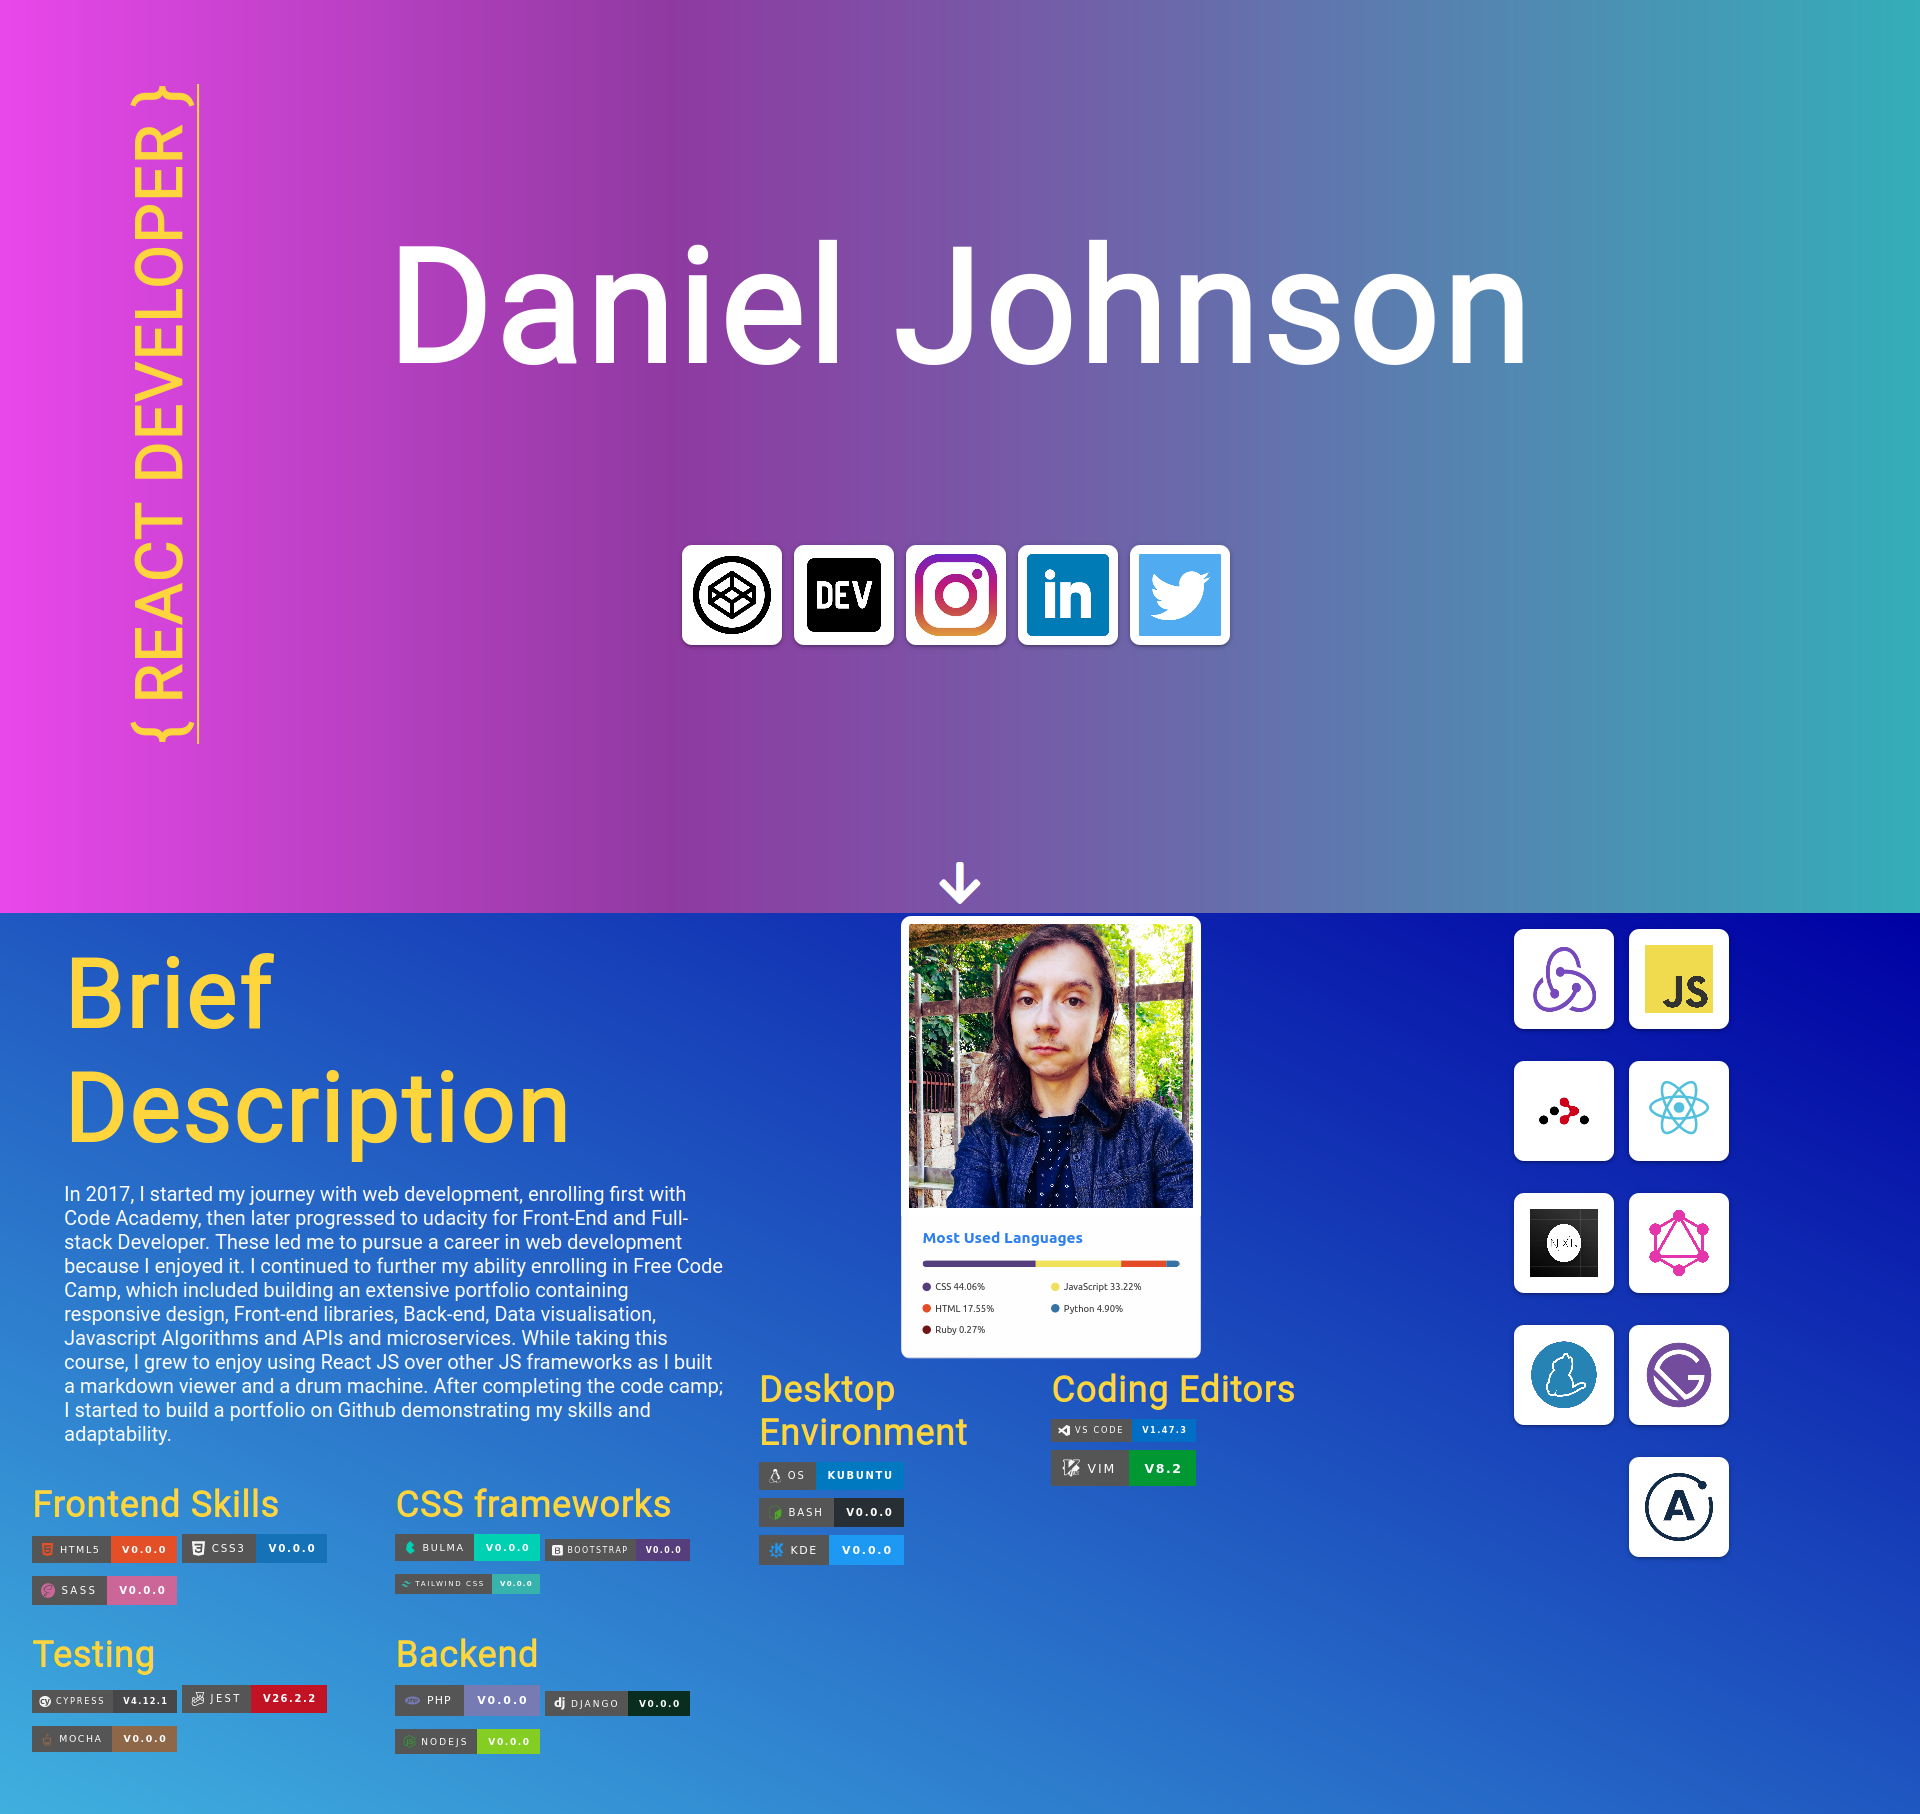 { REACT DEVELOPER }
Daniel Johnson
DEV
in
Brief
Description
In 2017, I started my journey with web development, enrolling first with
Code Academy, then later progressed to udacity for Front-End and Full-
stack Developer. These led me to pursue a career in web development
because I enjoyed it. I continued to further my ability enrolling in Free Code
Camp, which included building an extensive portfolio containing
responsive design, Front-end libraries, Back-end, Data visualisation,
Javascript Algorithms and APIs and microservices. While taking this
course, I grew to enjoy using React JS over other JS frameworks as I built
a markdown viewer and a drum machine. After completing the code camp;
I started to build a portfolio on Github demonstrating my skills and
adaptability.
Frontend Skills
HTML5 V0.0.0 CSS3 V0.0.0
SASS V0.0.0
CSS frameworks
BULMA V0.0.0 B BOOTSTRAP V0.0.0
TAILWIND CSS V0.0.0
Testing
cy CYPRESS V4.12.1 JEST V26.2.2
MOCHA V0.0.0
Backend
php PHP V0.0.0 dj DJANGO V0.0.0
NODEJS V0.0.0
Most Used Languages
CSS 44.06% JavaScript 33.22%
HTML 17.55% Python 4.90%
Ruby 0.27%
Desktop
Environment
OS KUBUNTU
BASH V0.0.0
KDE V0.0.0
Coding Editors
VS CODE V1.47.3
VIM V8.2
JS
G
A